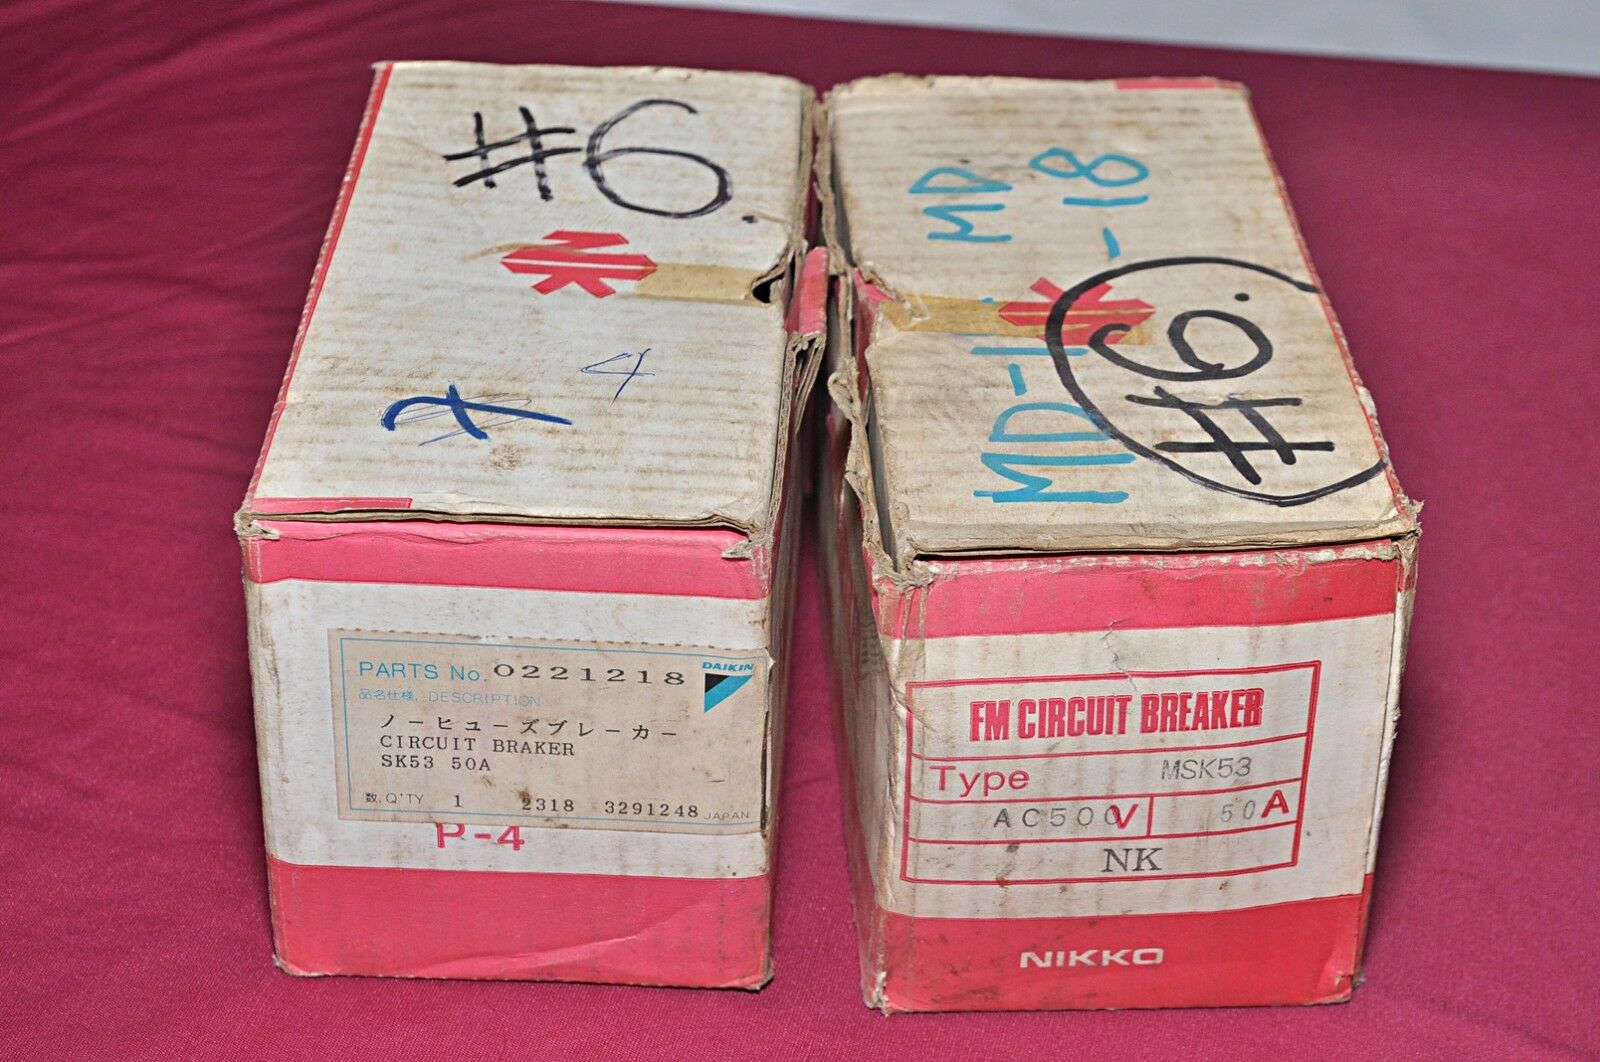 #6.
NK
4
PARTS No. 0221218
DAIKIN
品名仕様. DESCRIPTION
ノーヒューズブレーカー
CIRCUIT BRAKER
SK53 50A
数, Q'TY 1 2318 3291248 JAPAN
P-4
MD.
MD-1 -18
NK
#6.
FM CIRCUIT BREAKER
Type MSK53
AC500V 50A
NK
NIKKO